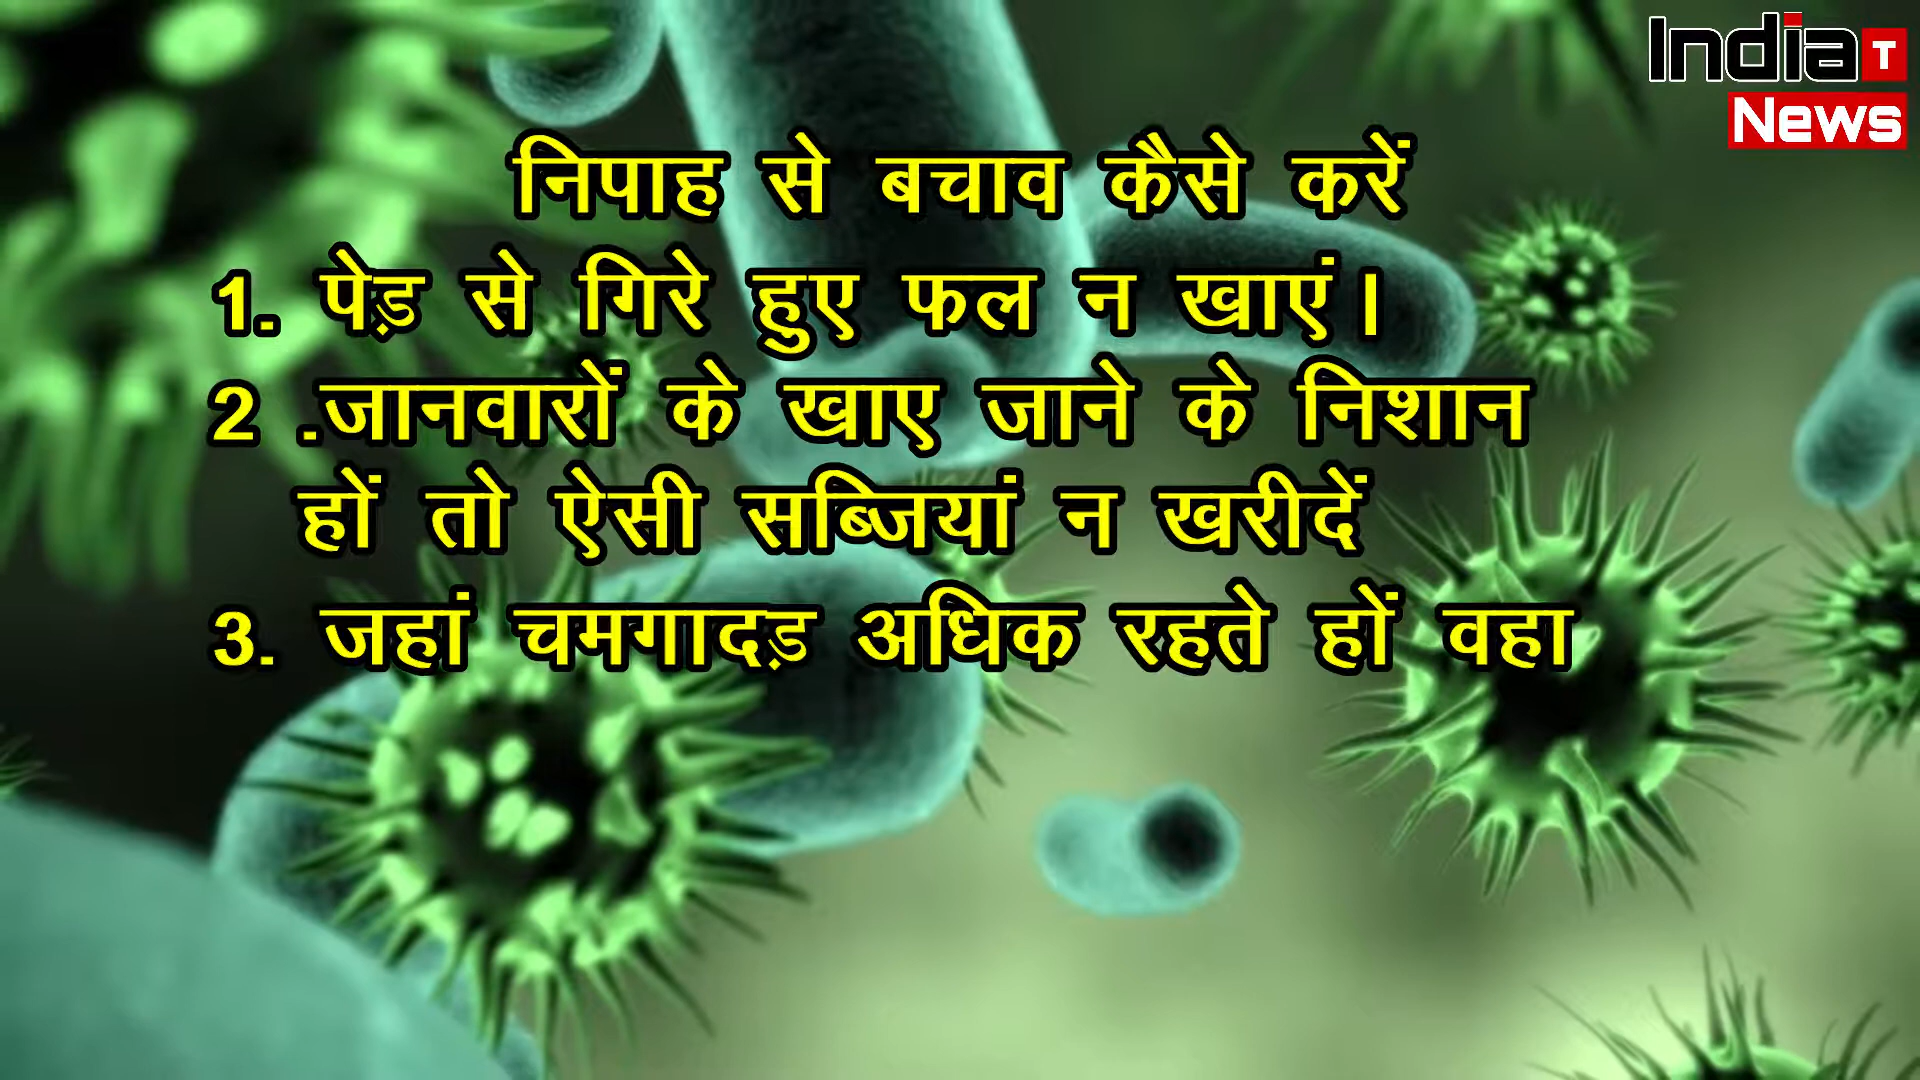 India T
News
निपाह से बचाव कैसे करें
1. पेड़ से गिरे हुए फल न खाएं।
2 .जानवारों के खाए जाने के निशान
हों तो ऐसी सब्जियां न खरीदें
3. जहां चमगादड़ अधिक रहते हों वहा